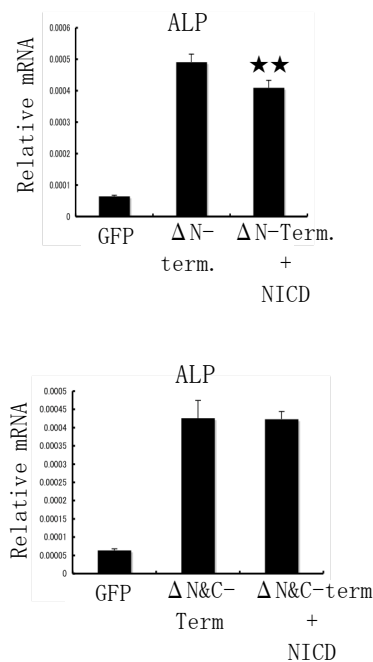 ALP
Relative mRNA
0.0006
0.0005
0.0004
0.0003
0.0002
0.0001
0
★★
GFP
ΔN-
term.
ΔN-Term.
+
NICD
ALP
Relative mRNA
0.0005
0.00045
0.0004
0.00035
0.0003
0.00025
0.0002
0.00015
0.0001
0.00005
0
GFP
ΔN&C-
Term
ΔN&C-term
+
NICD